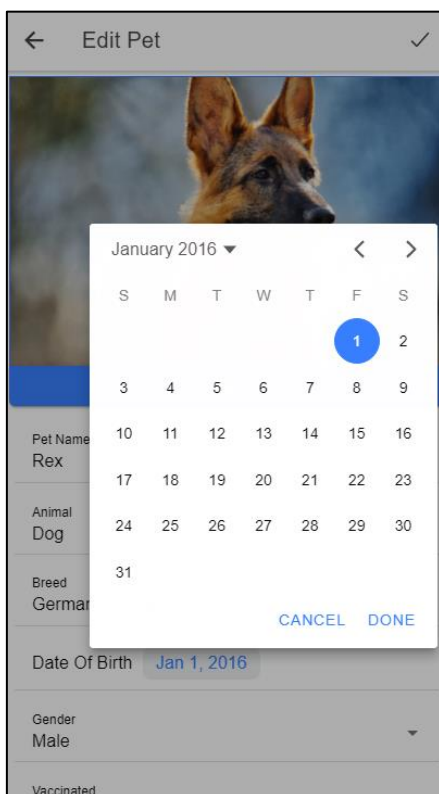 Edit Pet
January 2016
S M T W T F S
1 2
3 4 5 6 7 8 9
10 11 12 13 14 15 16
17 18 19 20 21 22 23
24 25 26 27 28 29 30
31
CANCEL DONE
Pet Name
Rex
Animal
Dog
Breed
German
Date Of Birth Jan 1, 2016
Gender
Male
Vaccinated